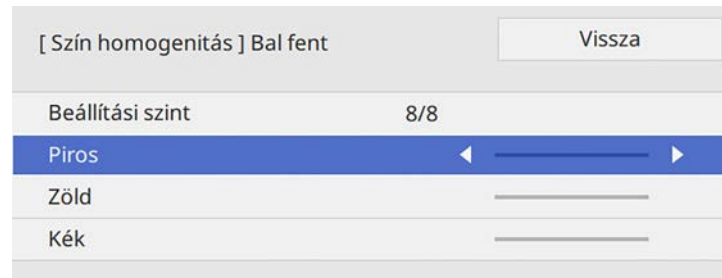 [ Szín homogenitás ] Bal fent
Vissza
Beállítási szint 8/8
Piros
Zöld
Kék